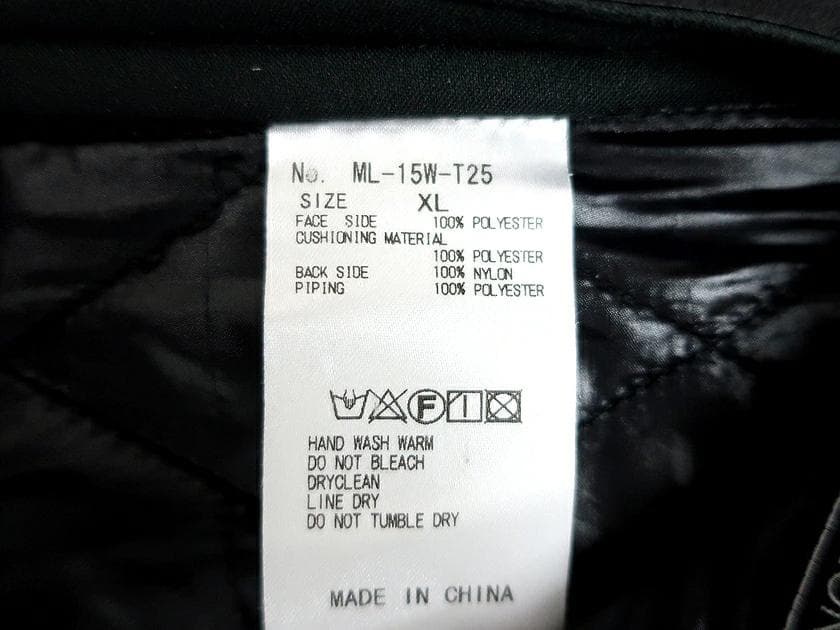 No. ML-15W-T25
SIZE XL
FACE SIDE 100% POLYESTER
CUSHIONING MATERIAL
100% POLYESTER
BACK SIDE 100% NYLON
PIPING 100% POLYESTER
F
HAND WASH WARM
DO NOT BLEACH
DRYCLEAN
LINE DRY
DO NOT TUMBLE DRY
MADE IN CHINA